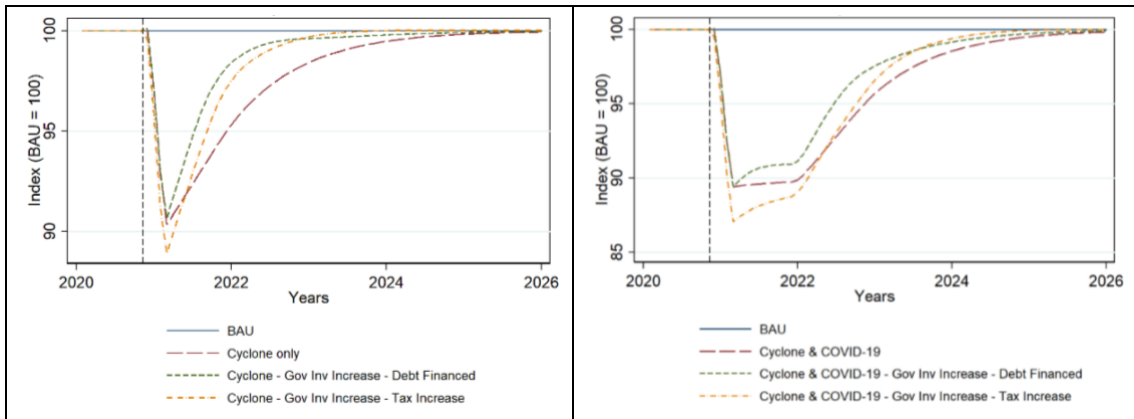 100
95
90
Index (BAU = 100)
2020
2022
2024
2026
Years
BAU
Cyclone only
Cyclone - Gov Inv Increase - Debt Financed
Cyclone - Gov Inv Increase - Tax Increase
100
95
90
85
Index (BAU = 100)
2020
2022
2024
2026
Years
BAU
Cyclone & COVID-19
Cyclone & COVID-19 - Gov Inv Increase - Debt Financed
Cyclone & COVID-19 - Gov Inv Increase - Tax Increase